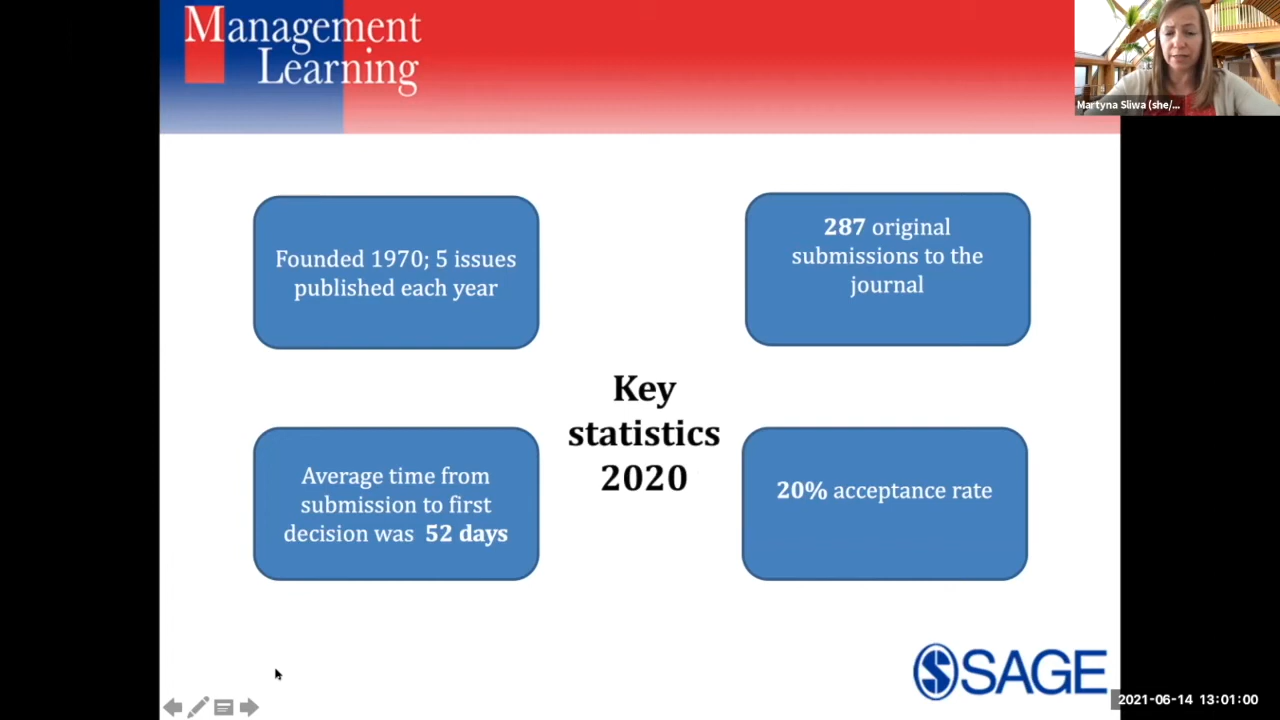 Management
Learning
Martyna Sliwa (she/...
Founded 1970; 5 issues
published each year
287 original
submissions to the
journal
Key
statistics
2020
Average time from
submission to first
decision was 52 days
20% acceptance rate
SAGE
2021-06-14 13:01:00